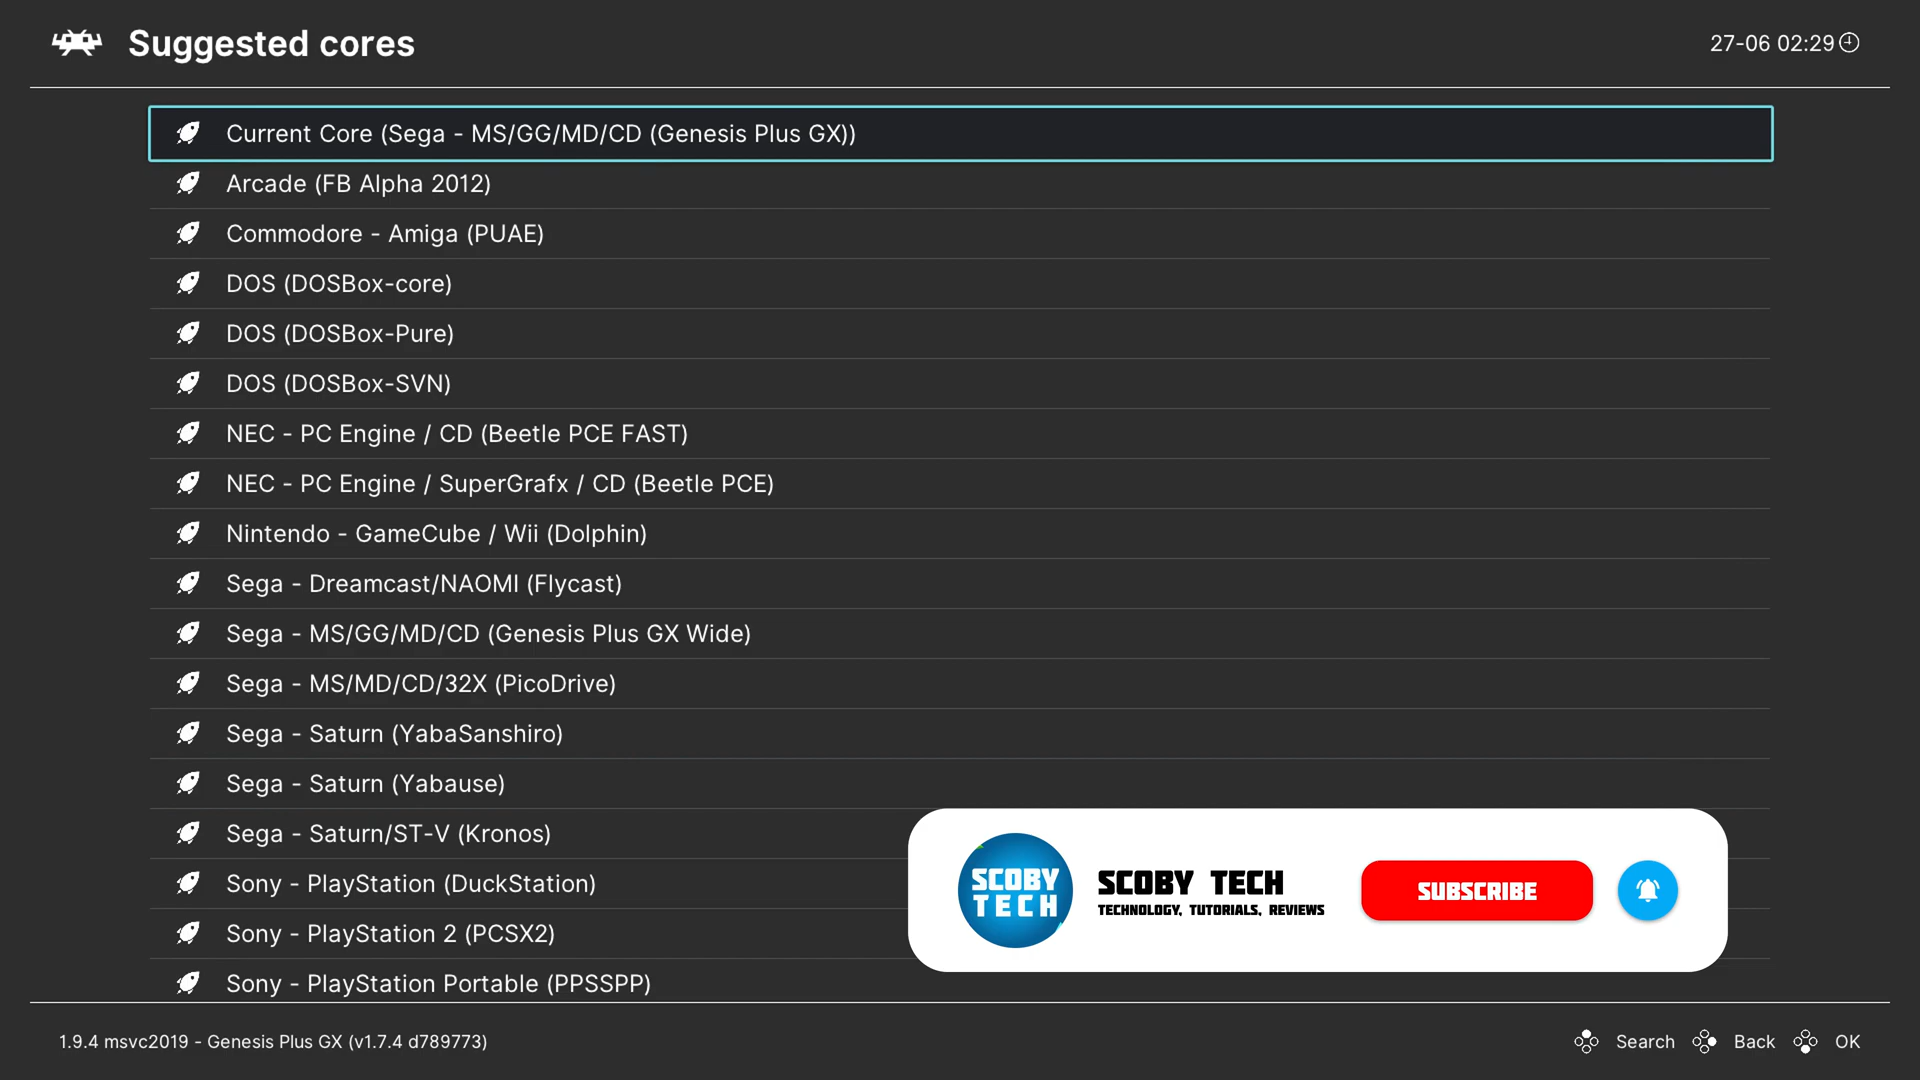 Suggested cores
27-06 02:29
Current Core (Sega - MS/GG/MD/CD (Genesis Plus GX))
Arcade (FB Alpha 2012)
Commodore - Amiga (PUAE)
DOS (DOSBox-core)
DOS (DOSBox-Pure)
DOS (DOSBox-SVN)
NEC - PC Engine / CD (Beetle PCE FAST)
NEC - PC Engine / SuperGrafx / CD (Beetle PCE)
Nintendo - GameCube / Wii (Dolphin)
Sega - Dreamcast/NAOMI (Flycast)
Sega - MS/GG/MD/CD (Genesis Plus GX Wide)
Sega - MS/MD/CD/32X (PicoDrive)
Sega - Saturn (YabaSanshiro)
Sega - Saturn (Yabause)
Sega - Saturn/ST-V (Kronos)
Sony - PlayStation (DuckStation)
Sony - PlayStation 2 (PCSX2)
Sony - PlayStation Portable (PPSSPP)
SCOBY
TECH
SCOBY TECH
TECHNOLOGY, TUTORIALS, REVIEWS
SUBSCRIBE
1.9.4 msvc2019 - Genesis Plus GX (v1.7.4 d789773)
Search Back OK